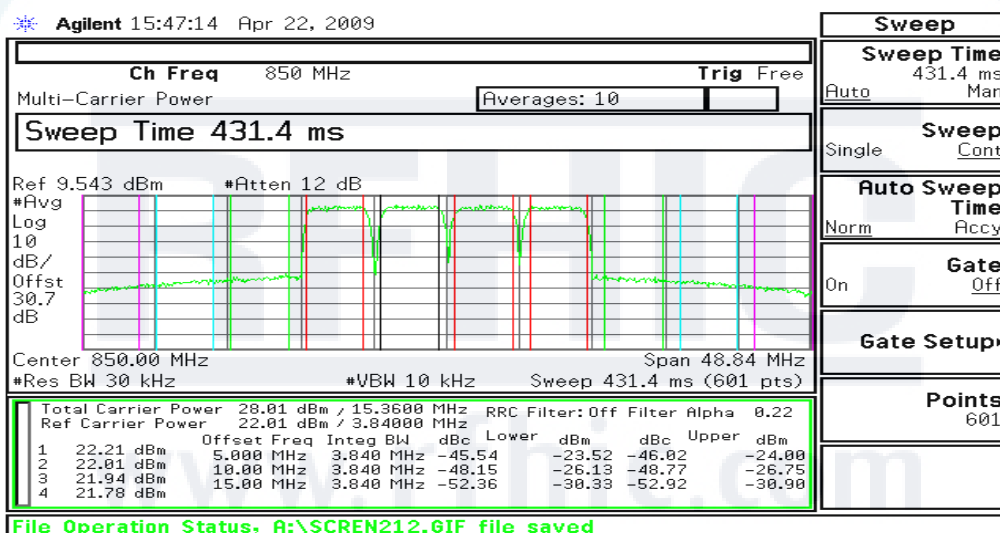 Agilent 15:47:14 Apr 22, 2009
Ch Freq 850 MHz Trig Free
Multi-Carrier Power Averages: 10
Sweep Time 431.4 ms
Ref 9.543 dBm #Atten 12 dB
#Avg
Log
10
dB/
Offst
30.7
dB
Center 850.00 MHz Span 48.84 MHz
#Res BW 30 kHz #VBW 10 kHz Sweep 431.4 ms (601 pts)
Total Carrier Power 28.01 dBm / 15.3600 MHz RRC Filter: Off Filter Alpha 0.22
Ref Carrier Power 22.01 dBm / 3.84000 MHz
Offset Freq Integ BW dBc Lower dBm dBc Upper dBm
1 22.21 dBm 5.000 MHz 3.840 MHz -45.54 -23.52 -46.02 -24.00
2 22.01 dBm 10.00 MHz 3.840 MHz -48.15 -26.13 -48.77 -26.75
3 21.94 dBm 15.00 MHz 3.840 MHz -52.36 -30.33 -52.92 -30.90
4 21.78 dBm
File Operation Status, A:\SCREN212.GIF file saved
Sweep
Sweep Time
431.4 ms
Auto Man
Sweep
Single Cont
Auto Sweep
Time
Norm Accy
Gate
On Off
Gate Setup
Points
601
RFHIC
www.rfhic.com